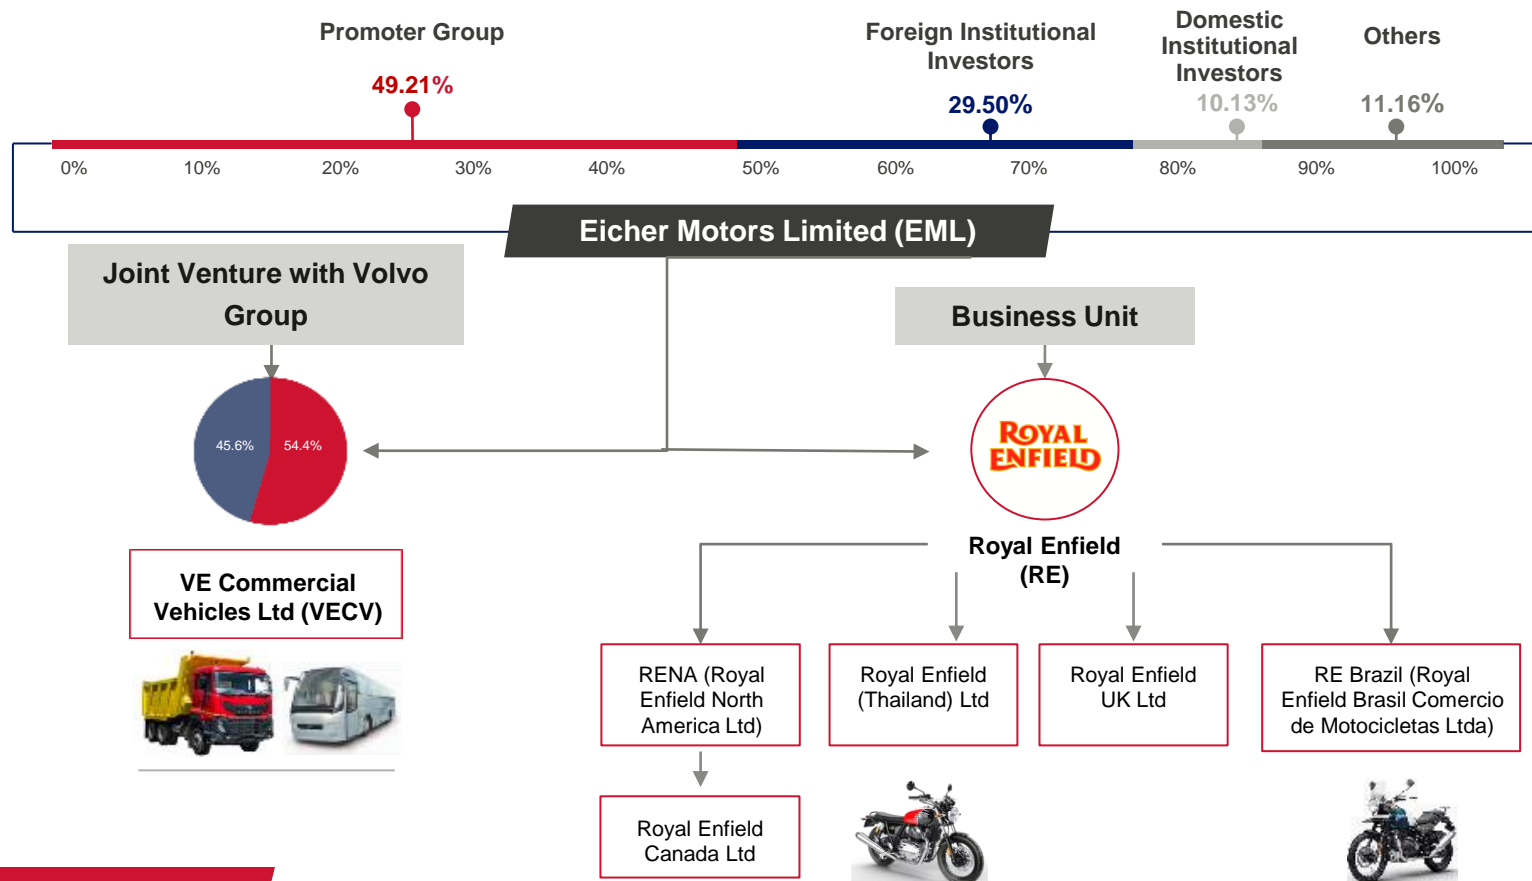 Promoter Group
Foreign Institutional
Investors
Domestic
Institutional
Investors
Others
49.21%
29.50%
10.13%
11.16%
0% 10% 20% 30% 40% 50% 60% 70% 80% 90% 100%
Eicher Motors Limited (EML)
Joint Venture with Volvo
Group
Business Unit
45.6% 54.4%
ROYAL
ENFIELD
VE Commercial
Vehicles Ltd (VECV)
Royal Enfield
(RE)
RENA (Royal
Enfield North
America Ltd)
Royal Enfield
(Thailand) Ltd
Royal Enfield
UK Ltd
RE Brazil (Royal
Enfield Brasil Comercio
de Motocicletas Ltda)
Royal Enfield
Canada Ltd